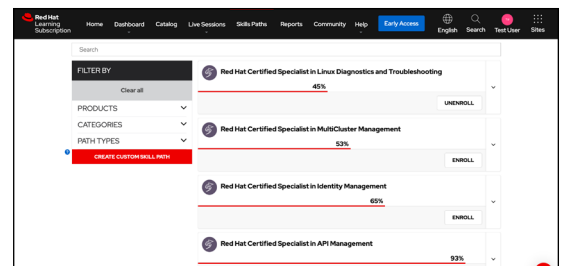 Red Hat
Learning
Subscription
Home Dashboard Catalog Live Sessions Skills Paths Reports Community Help Early Access English Search Test User Sites
Search
FILTER BY
Clear all
PRODUCTS
CATEGORIES
PATH TYPES
CREATE CUSTOM SKILL PATH
Red Hat Certified Specialist in Linux Diagnostics and Troubleshooting
45%
UNENROLL
Red Hat Certified Specialist in MultiCluster Management
53%
ENROLL
Red Hat Certified Specialist in Identity Management
65%
ENROLL
Red Hat Certified Specialist in API Management
93%